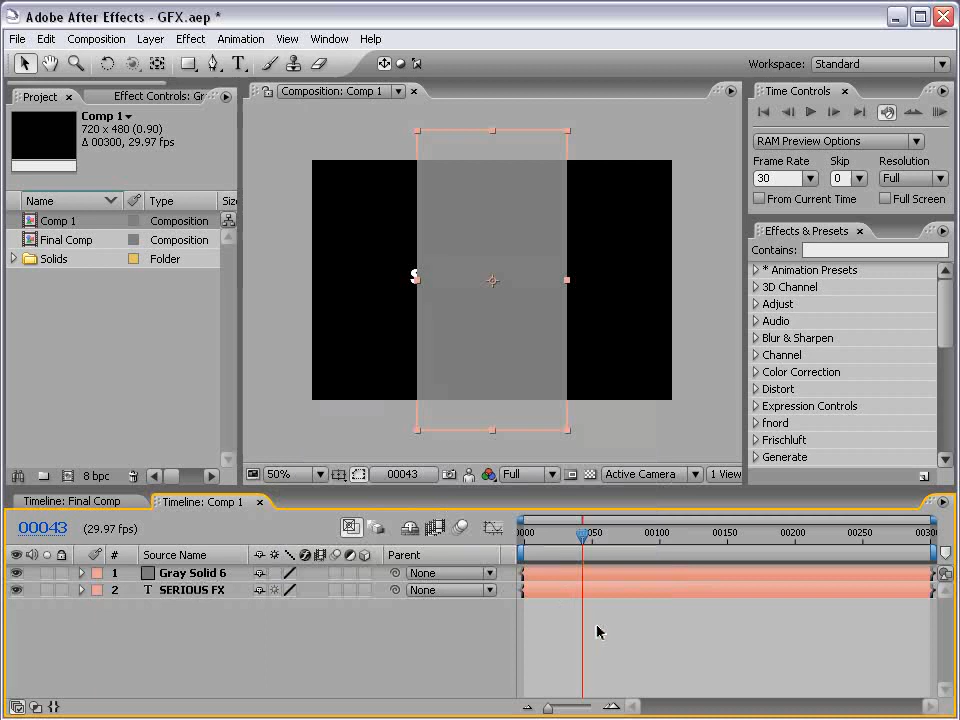 Adobe After Effects - GFX.aep *
File Edit Composition Layer Effect Animation View Window Help
Workspace: Standard
Project × Effect Controls: Gr
Comp 1
720 x 480 (0.90)
Δ 00300, 29.97 fps
Name Type Siz
Comp 1 Composition
Final Comp Composition
Solids Folder
8 bpc
Composition: Comp 1 ×
S
50% 00043 Full Active Camera 1 View
Time Controls ×
RAM Preview Options
Frame Rate Skip Resolution
30 0 Full
From Current Time Full Screen
Effects & Presets ×
Contains:
* Animation Presets
3D Channel
Adjust
Audio
Blur & Sharpen
Channel
Color Correction
Distort
Expression Controls
fnord
Frischluft
Generate
Timeline: Final Comp Timeline: Comp 1 ×
00043 (29.97 fps)
0000 00050 00100 00150 00200 00250 0030
# Source Name Parent
1 Gray Solid 6 None
2 T SERIOUS FX None